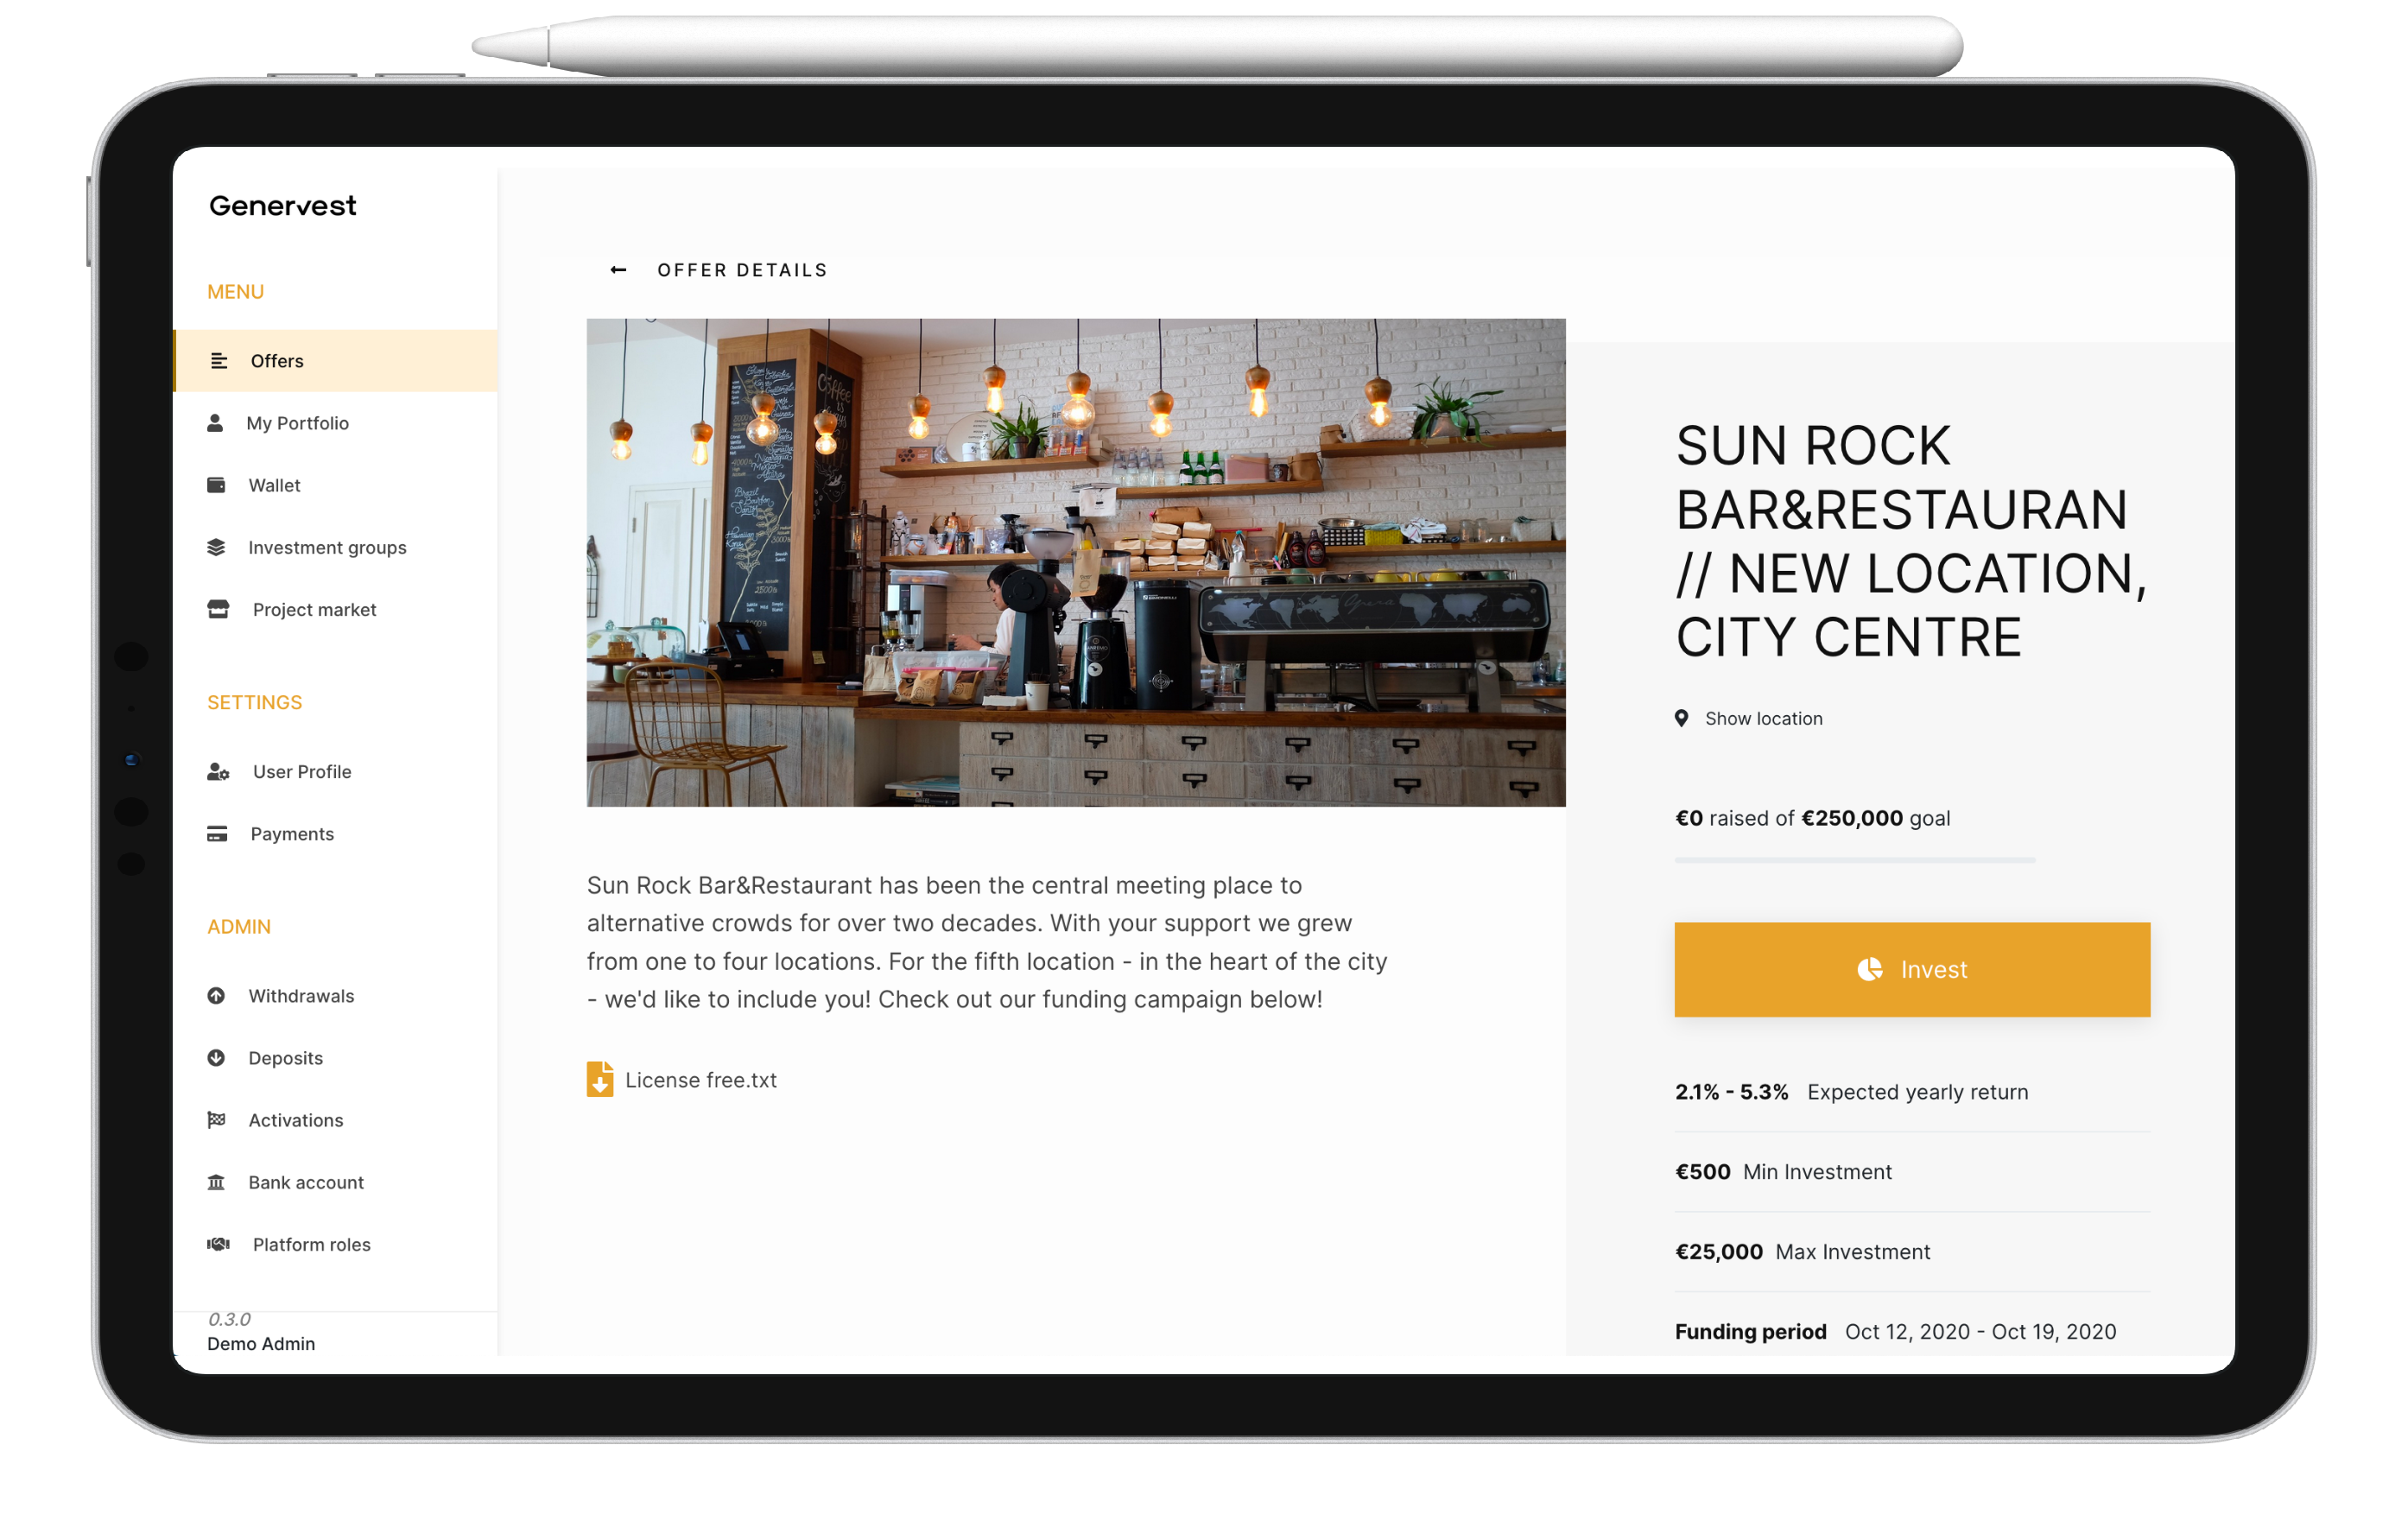 Genervest
MENU
Offers
My Portfolio
Wallet
Investment groups
Project market
SETTINGS
User Profile
Payments
ADMIN
Withdrawals
Deposits
Activations
Bank account
Platform roles
0.3.0
Demo Admin
OFFER DETAILS
Coffee
Sun Rock Bar&Restaurant has been the central meeting place to
alternative crowds for over two decades. With your support we grew
from one to four locations. For the fifth location - in the heart of the city
- we'd like to include you! Check out our funding campaign below!
License free.txt
SUN ROCK
BAR&RESTAURAN
// NEW LOCATION,
CITY CENTRE
Show location
€0 raised of €250,000 goal
Invest
2.1% - 5.3% Expected yearly return
€500 Min Investment
€25,000 Max Investment
Funding period Oct 12, 2020 - Oct 19, 2020